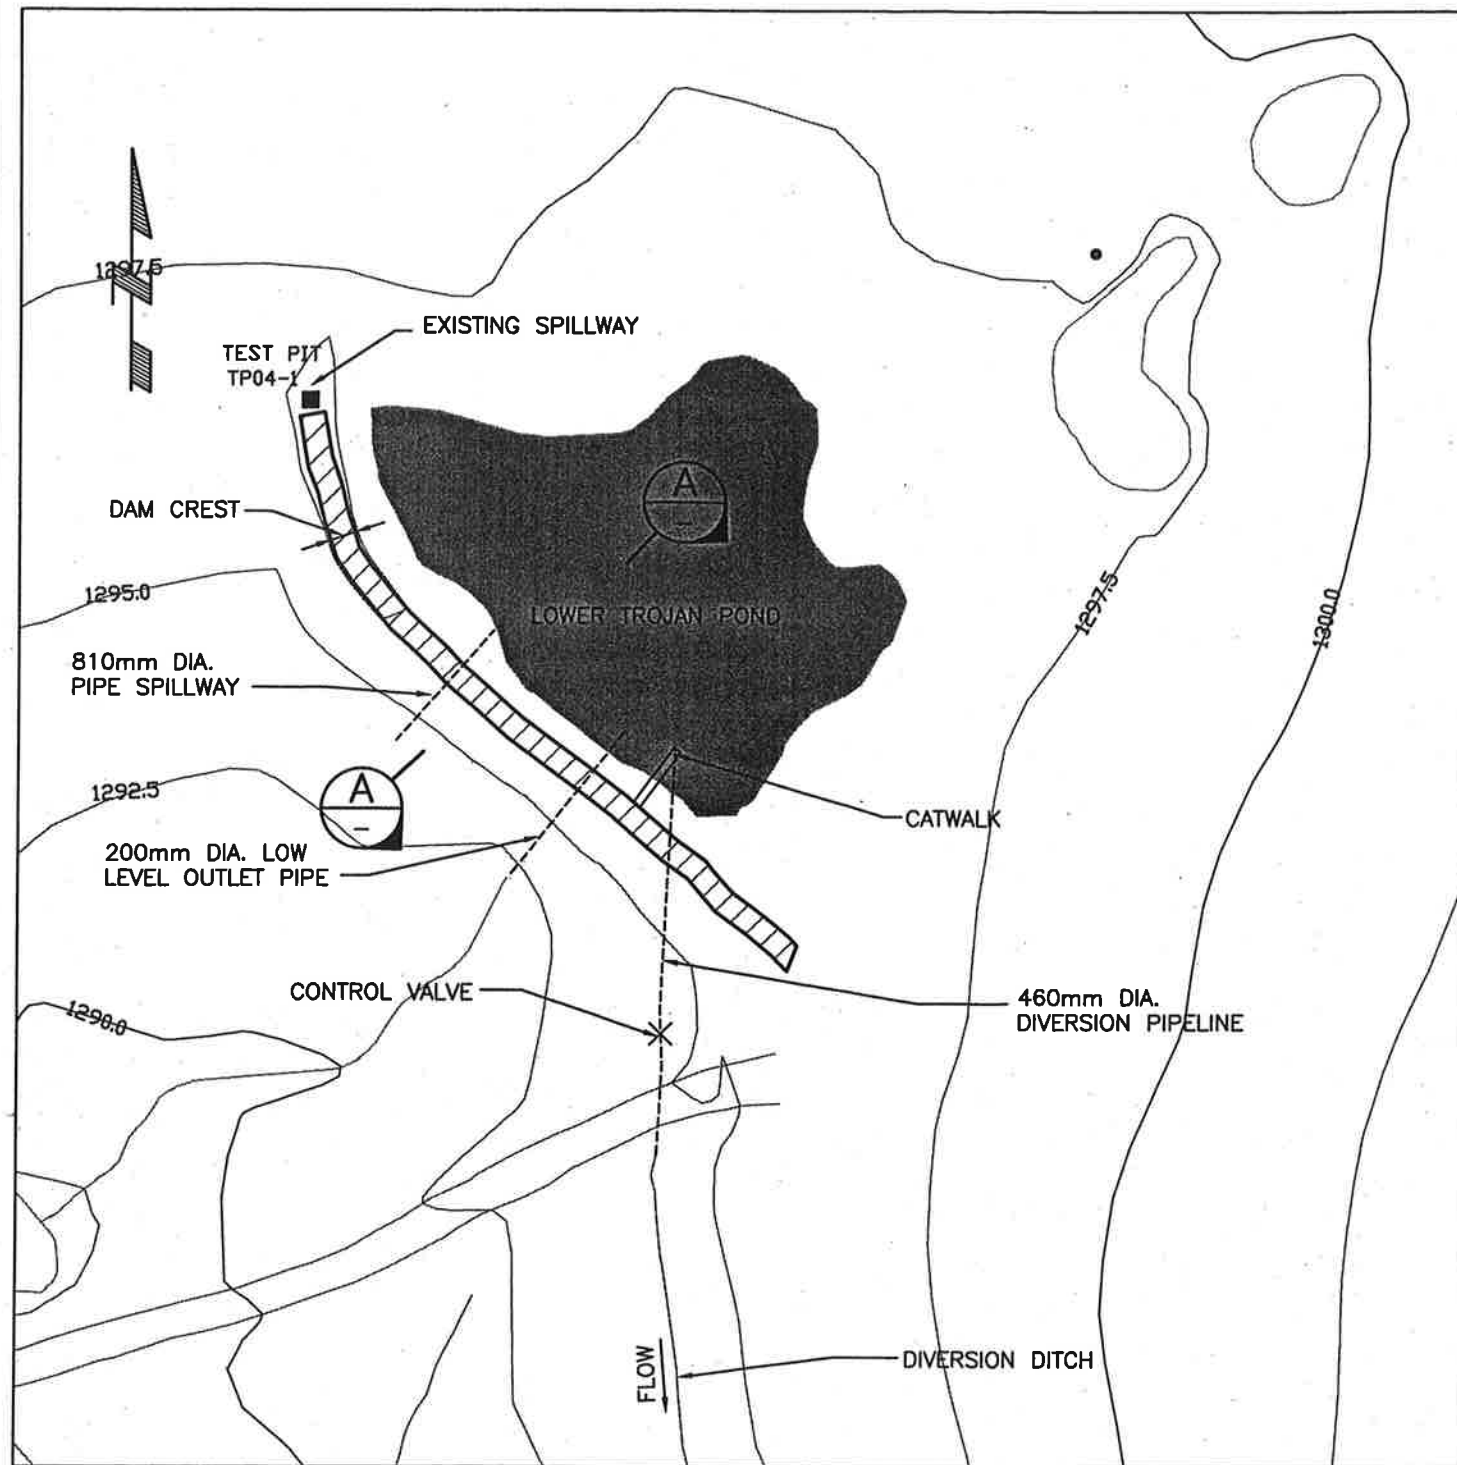 1297.5
EXISTING SPILLWAY
TEST PIT
TP04-1
A
-
DAM CREST
1295.0
LOWER TROJAN POND
1297.5
1300.0
810mm DIA.
PIPE SPILLWAY
1292.5
A
-
CATWALK
200mm DIA. LOW
LEVEL OUTLET PIPE
CONTROL VALVE
460mm DIA.
DIVERSION PIPELINE
1290.0
FLOW
DIVERSION DITCH